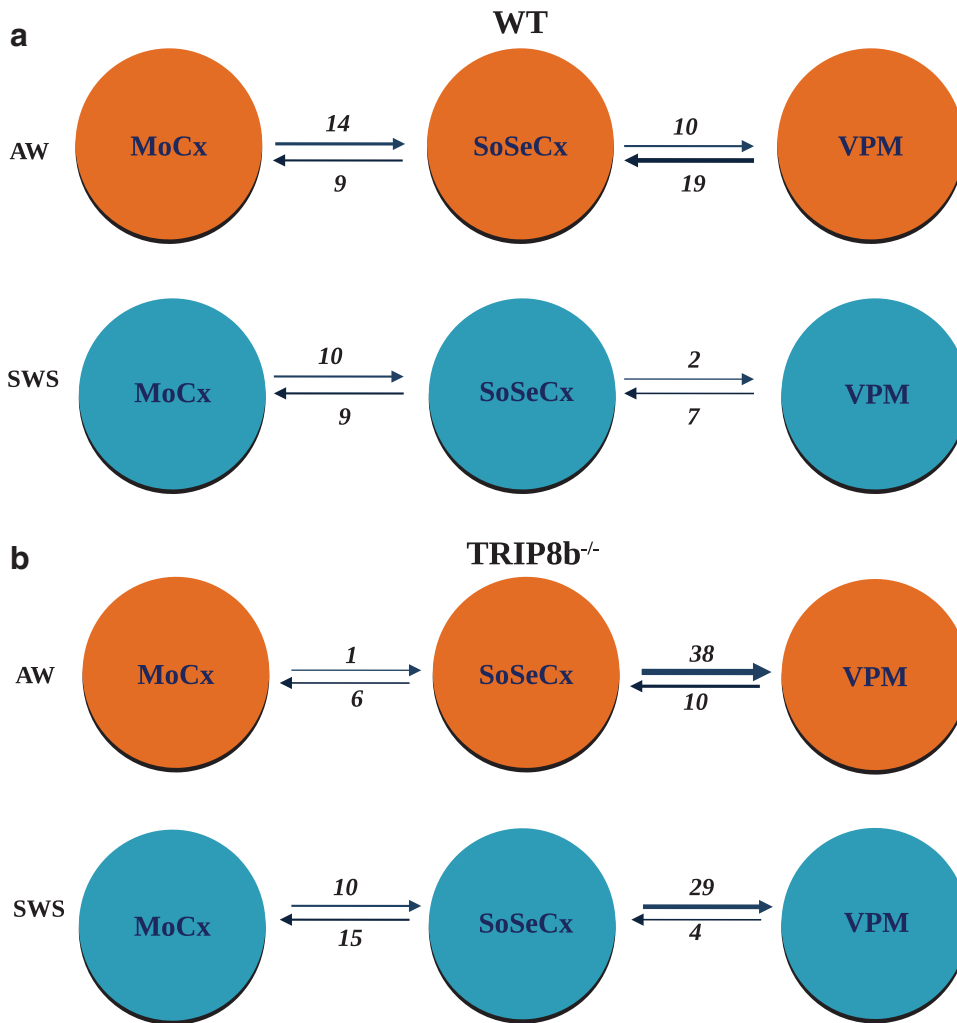 a
WT
AW
MoCx
14
9
SoSeCx
10
19
VPM
SWS
MoCx
10
9
SoSeCx
2
7
VPM
b
TRIP8b-/-
AW
MoCx
1
6
SoSeCx
38
10
VPM
SWS
MoCx
10
15
SoSeCx
29
4
VPM